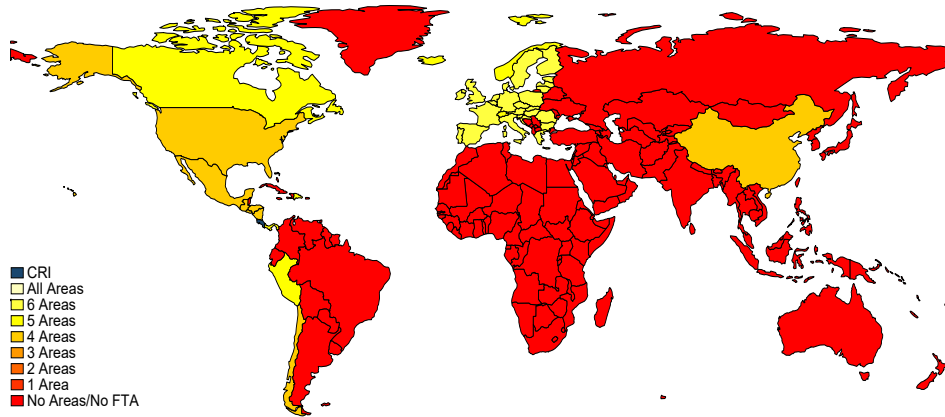 CRI
All Areas
6 Areas
5 Areas
4 Areas
3 Areas
2 Areas
1 Area
No Areas/No FTA